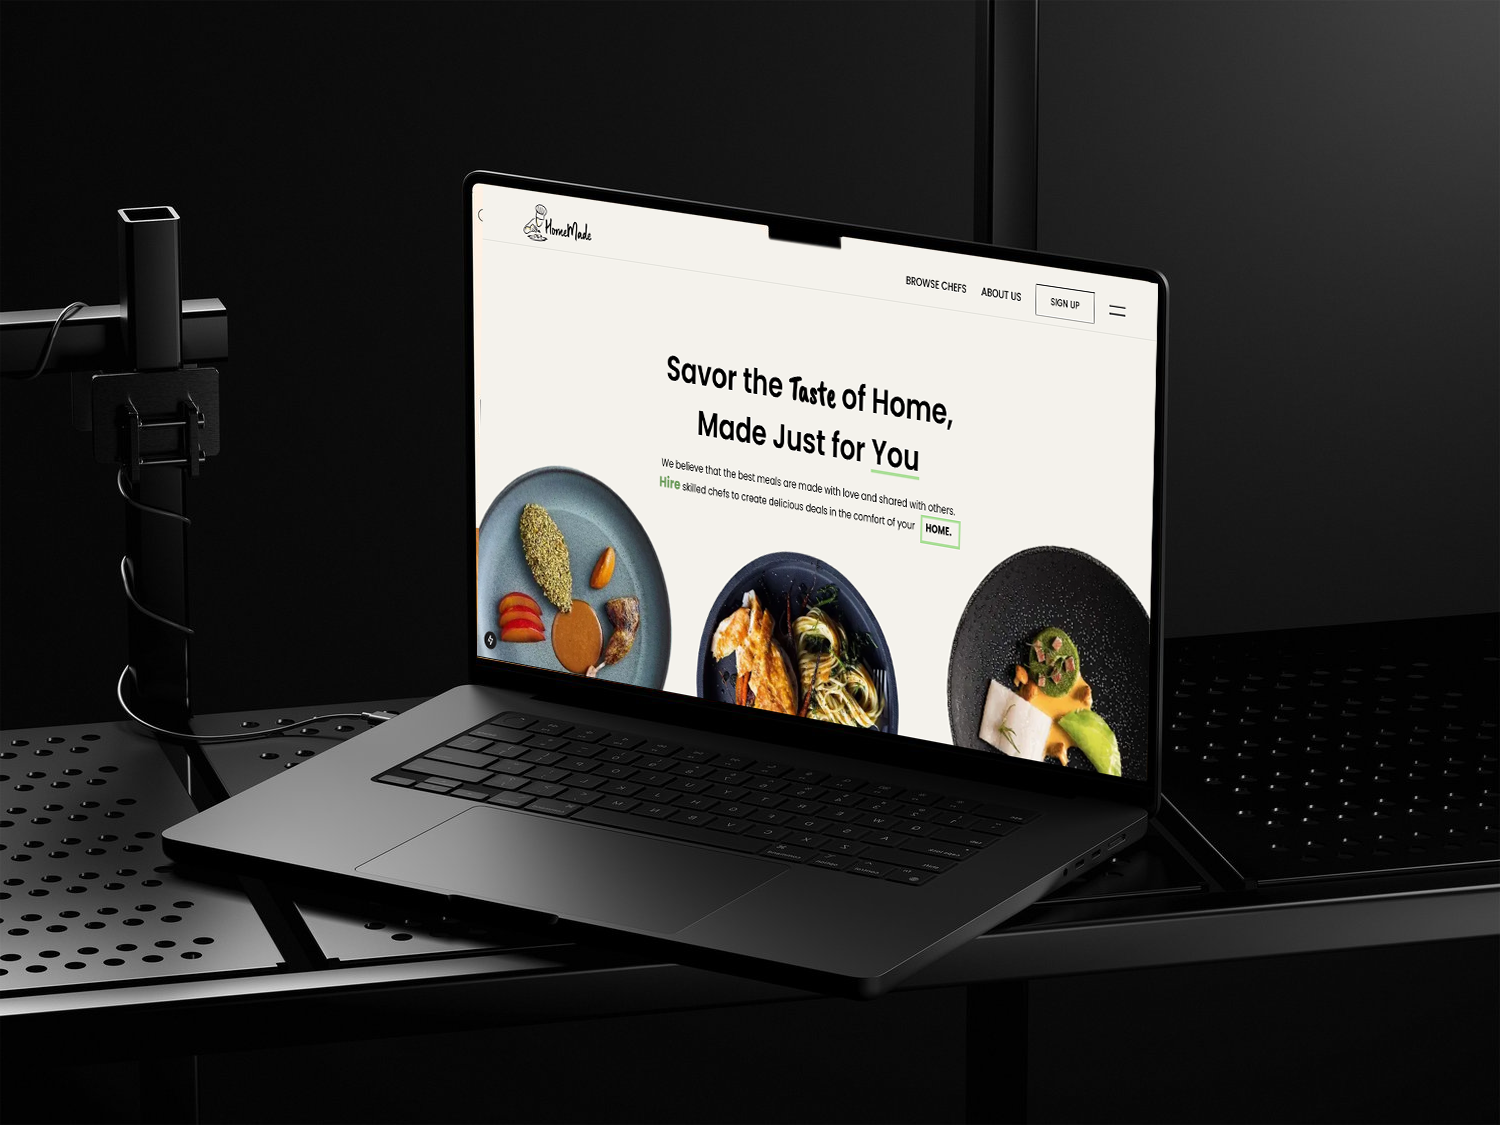 HomeMade
BROWSE CHEFS
ABOUT US
SIGN UP
Savor the Taste of Home,
Made Just for You
We believe that the best meals are made with love and shared with others.
Hire skilled chefs to create delicious deals in the comfort of your HOME.